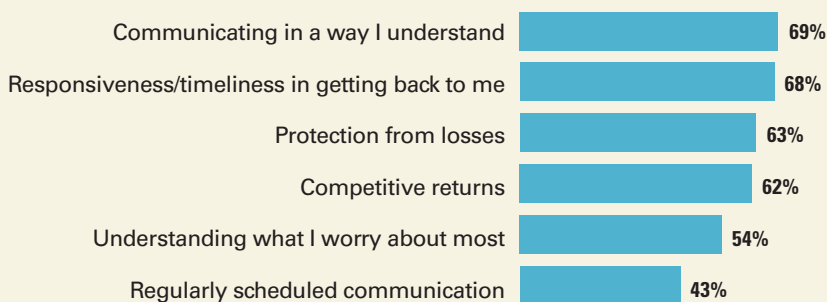 Communicating in a way I understand 69%
Responsiveness/timeliness in getting back to me 68%
Protection from losses 63%
Competitive returns 62%
Understanding what I worry about most 54%
Regularly scheduled communication 43%